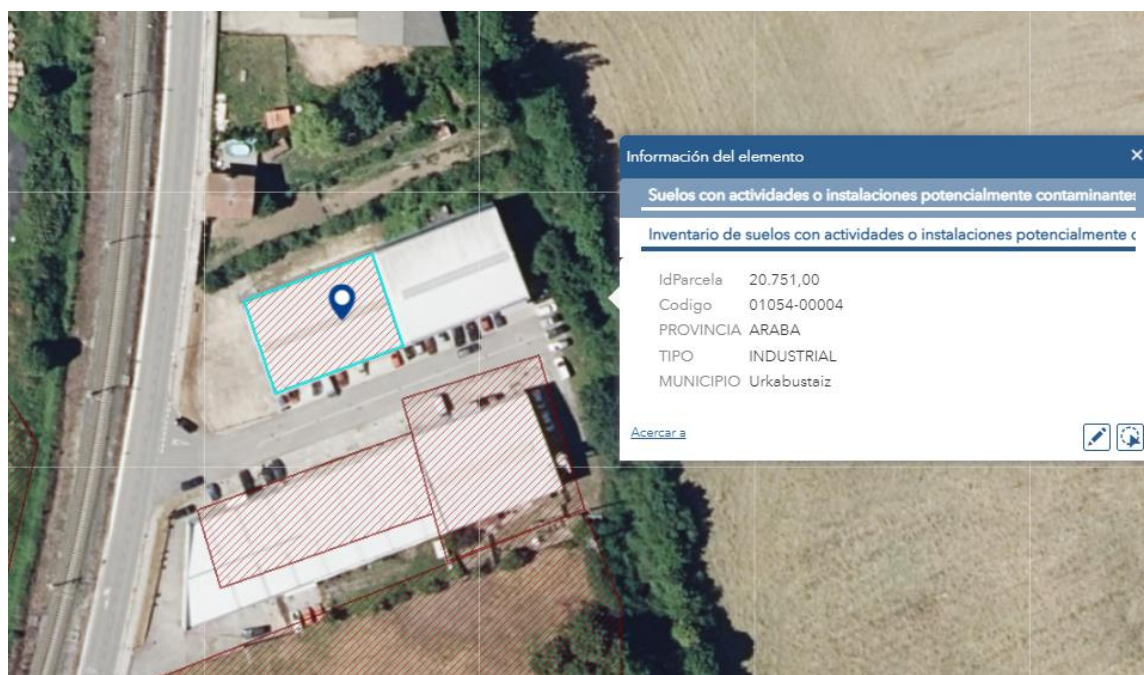 Información del elemento ×
Suelos con actividades o instalaciones potencialmente contaminantes
Inventario de suelos con actividades o instalaciones potencialmente c
IdParcela 20.751,00
Codigo 01054-00004
PROVINCIA ARABA
TIPO INDUSTRIAL
MUNICIPIO Urkabustaiz
Acercar a